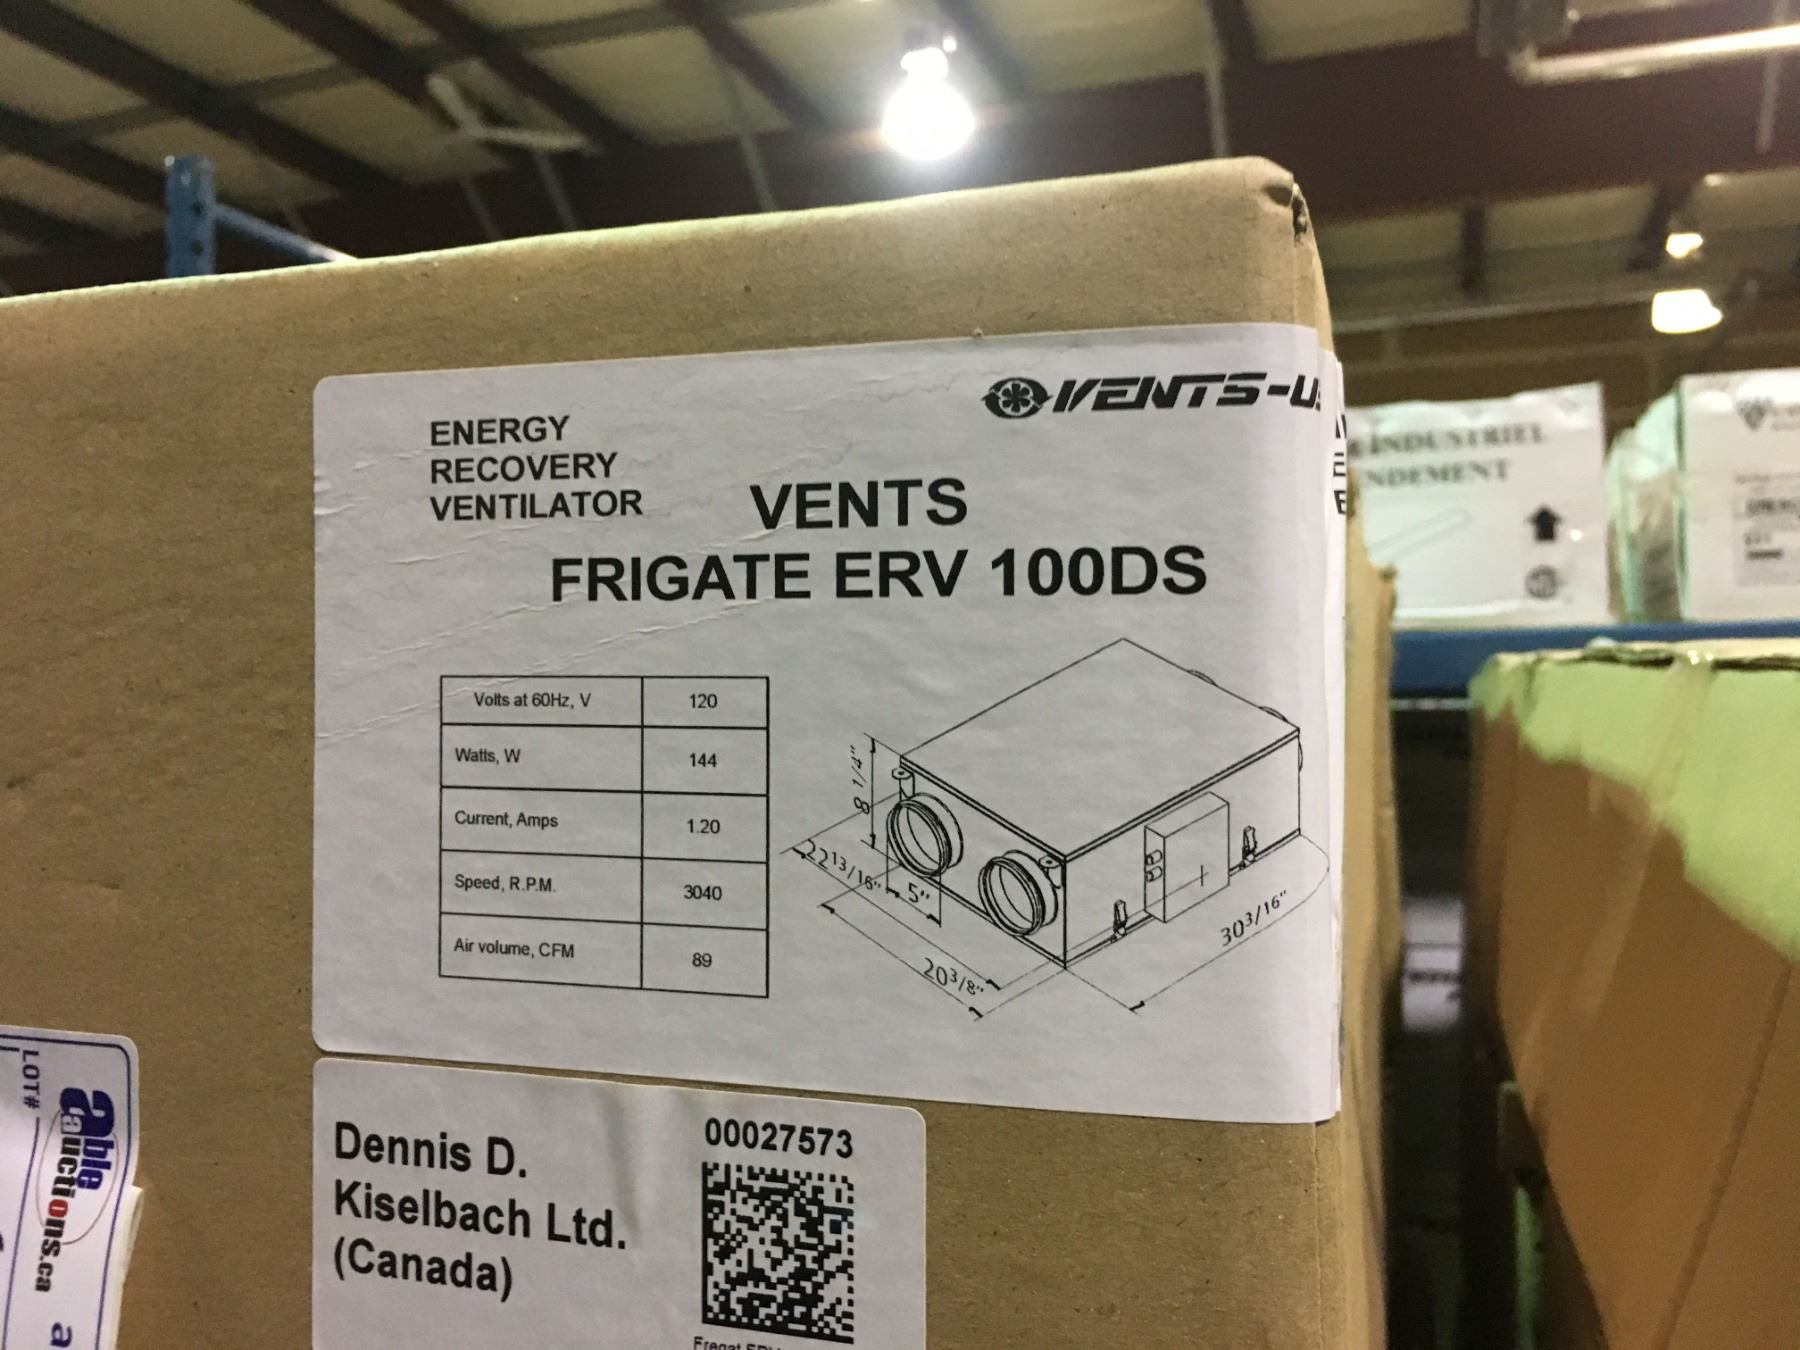 VENTS-US
ENERGY
RECOVERY
VENTILATOR
VENTS
FRIGATE ERV 100DS
Volts at 60Hz, V 120
Watts, W 144
Current, Amps 1.20
Speed, R.P.M. 3040
Air volume, CFM 89
8 1/4"
22 13/16"
5"
20 3/8"
30 3/16"
Dennis D.
Kiselbach Ltd.
(Canada)
00027573
LOT#
able
auctions.ca
INDUSTRIEL
NDEMENT